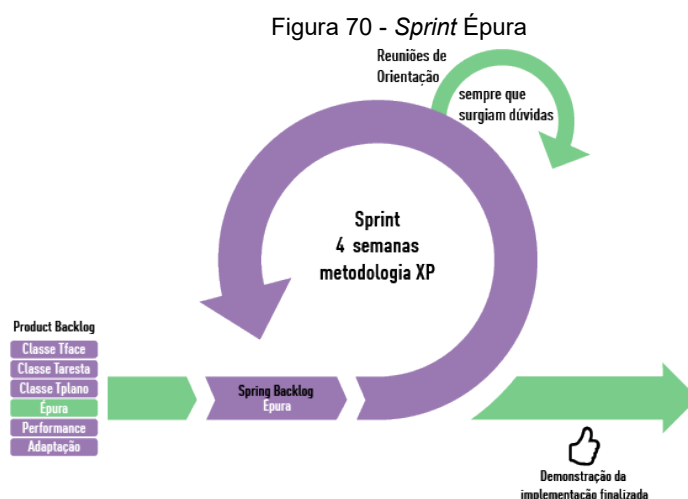 Figura 70 - Sprint Épura
Reuniões de
Orientação
sempre que
surgiam dúvidas
Sprint
4 semanas
metodologia XP
Product Backlog
Classe Tface
Classe Taresta
Classe Tplano
Épura
Performance
Adaptação
Spring Backlog
Épura
Demonstração da
implementação finalizada